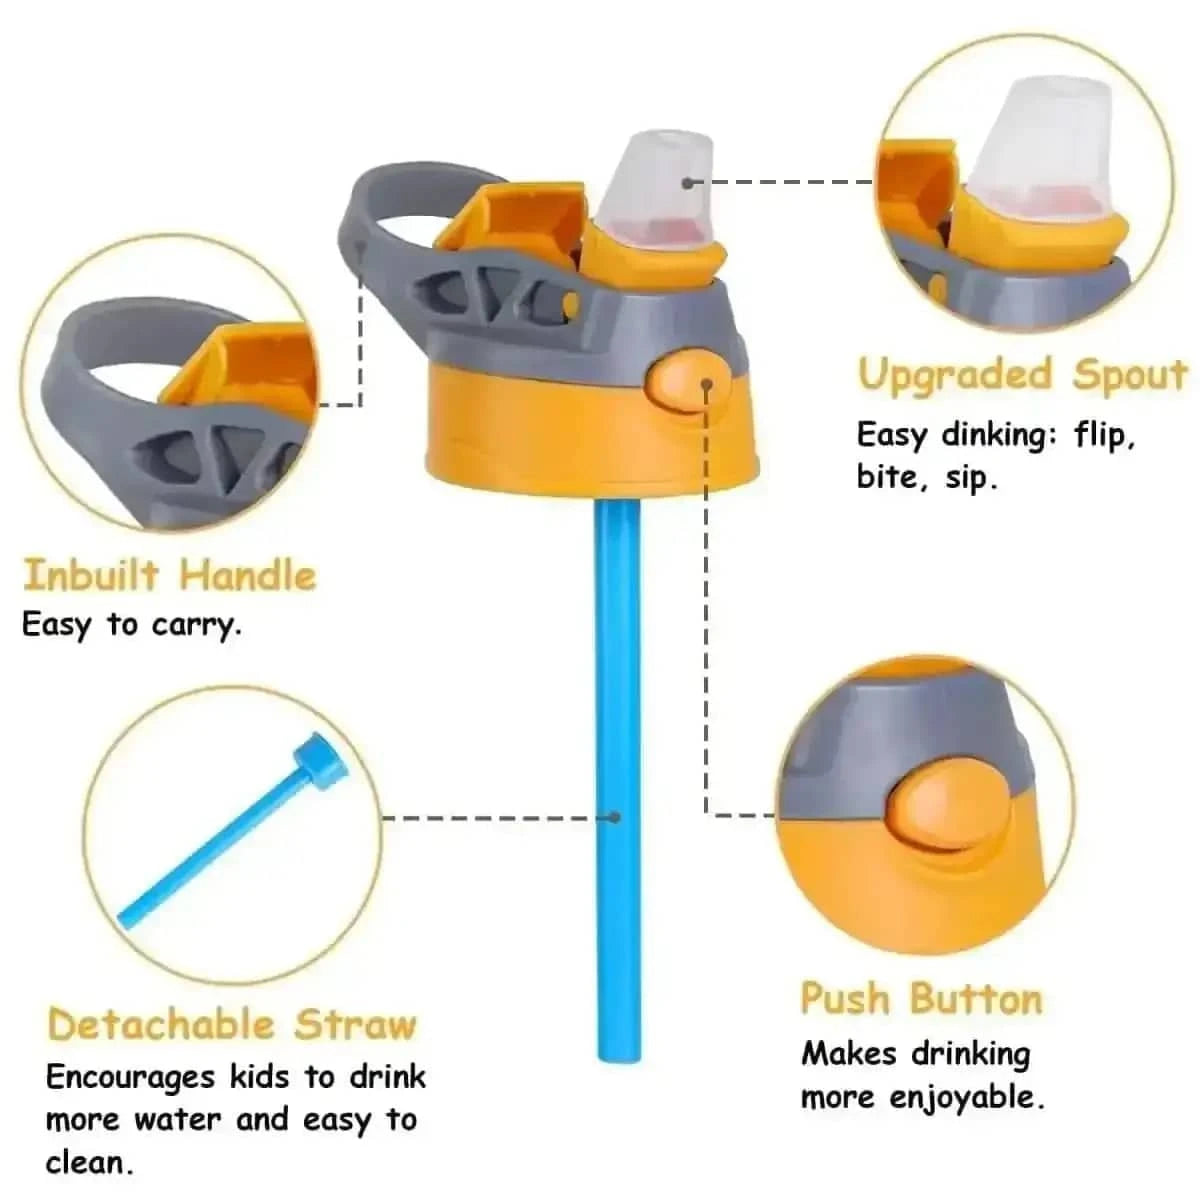 Upgraded Spout
Easy dinking: flip,
bite, sip.
Inbuilt Handle
Easy to carry.
Detachable Straw
Encourages kids to drink
more water and easy to
clean.
Push Button
Makes drinking
more enjoyable.